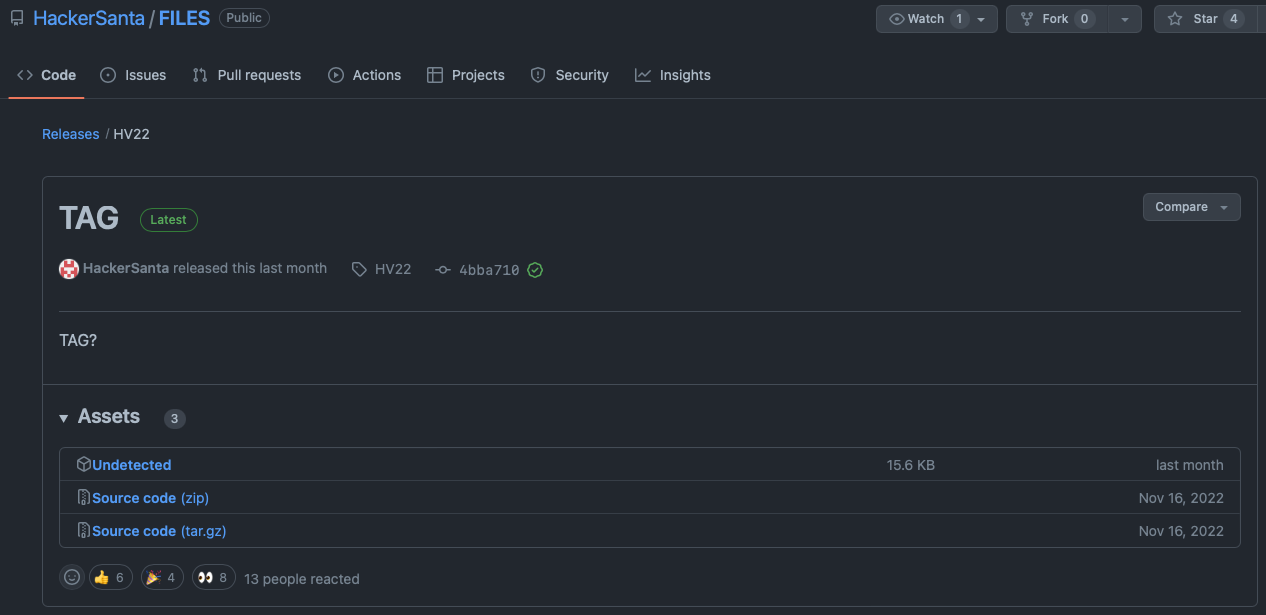 HackerSanta / FILES Public Watch 1 Fork 0 Star 4
Code Issues Pull requests Actions Projects Security Insights
Releases / HV22
TAG Latest Compare
HackerSanta released this last month HV22 4bba710
TAG?
Assets 3
Undetected 15.6 KB last month
Source code (zip) Nov 16, 2022
Source code (tar.gz) Nov 16, 2022
👍 6 🎉 4 👀 8 13 people reacted